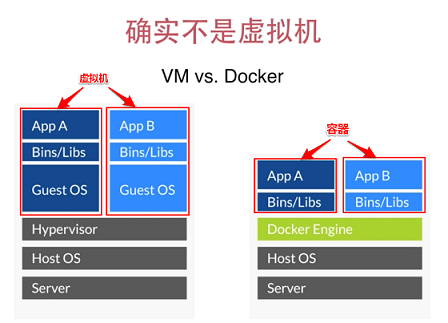 确实不是虚拟机
VM vs. Docker
虚拟机
App A
App B
Bins/Libs
Bins/Libs
Guest OS
Guest OS
Hypervisor
Host OS
Server
容器
App A
App B
Bins/Libs
Bins/Libs
Docker Engine
Host OS
Server